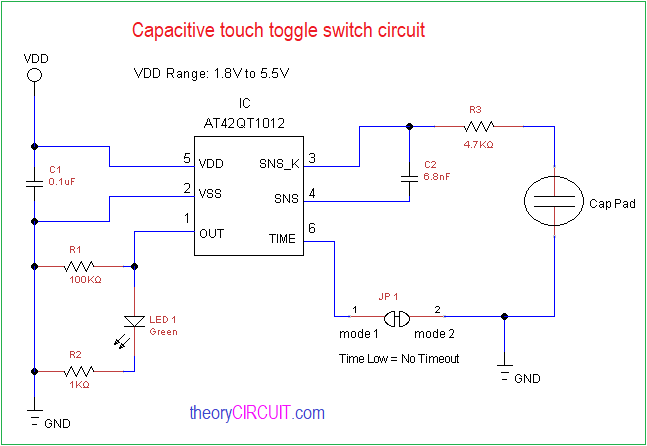 Capacitive touch toggle switch circuit
VDD
VDD Range: 1.8V to 5.5V
IC
AT42QT1012
R3
4.7KΩ
5 VDD
SNS_K 3
C1
0.1uF
C2
6.8nF
2 VSS
SNS 4
Cap Pad
1 OUT
TIME 6
R1
100KΩ
JP 1
1
2
LED 1
Green
mode 1
mode 2
Time Low = No Timeout
R2
1KΩ
GND
GND
theoryCIRCUIT.com